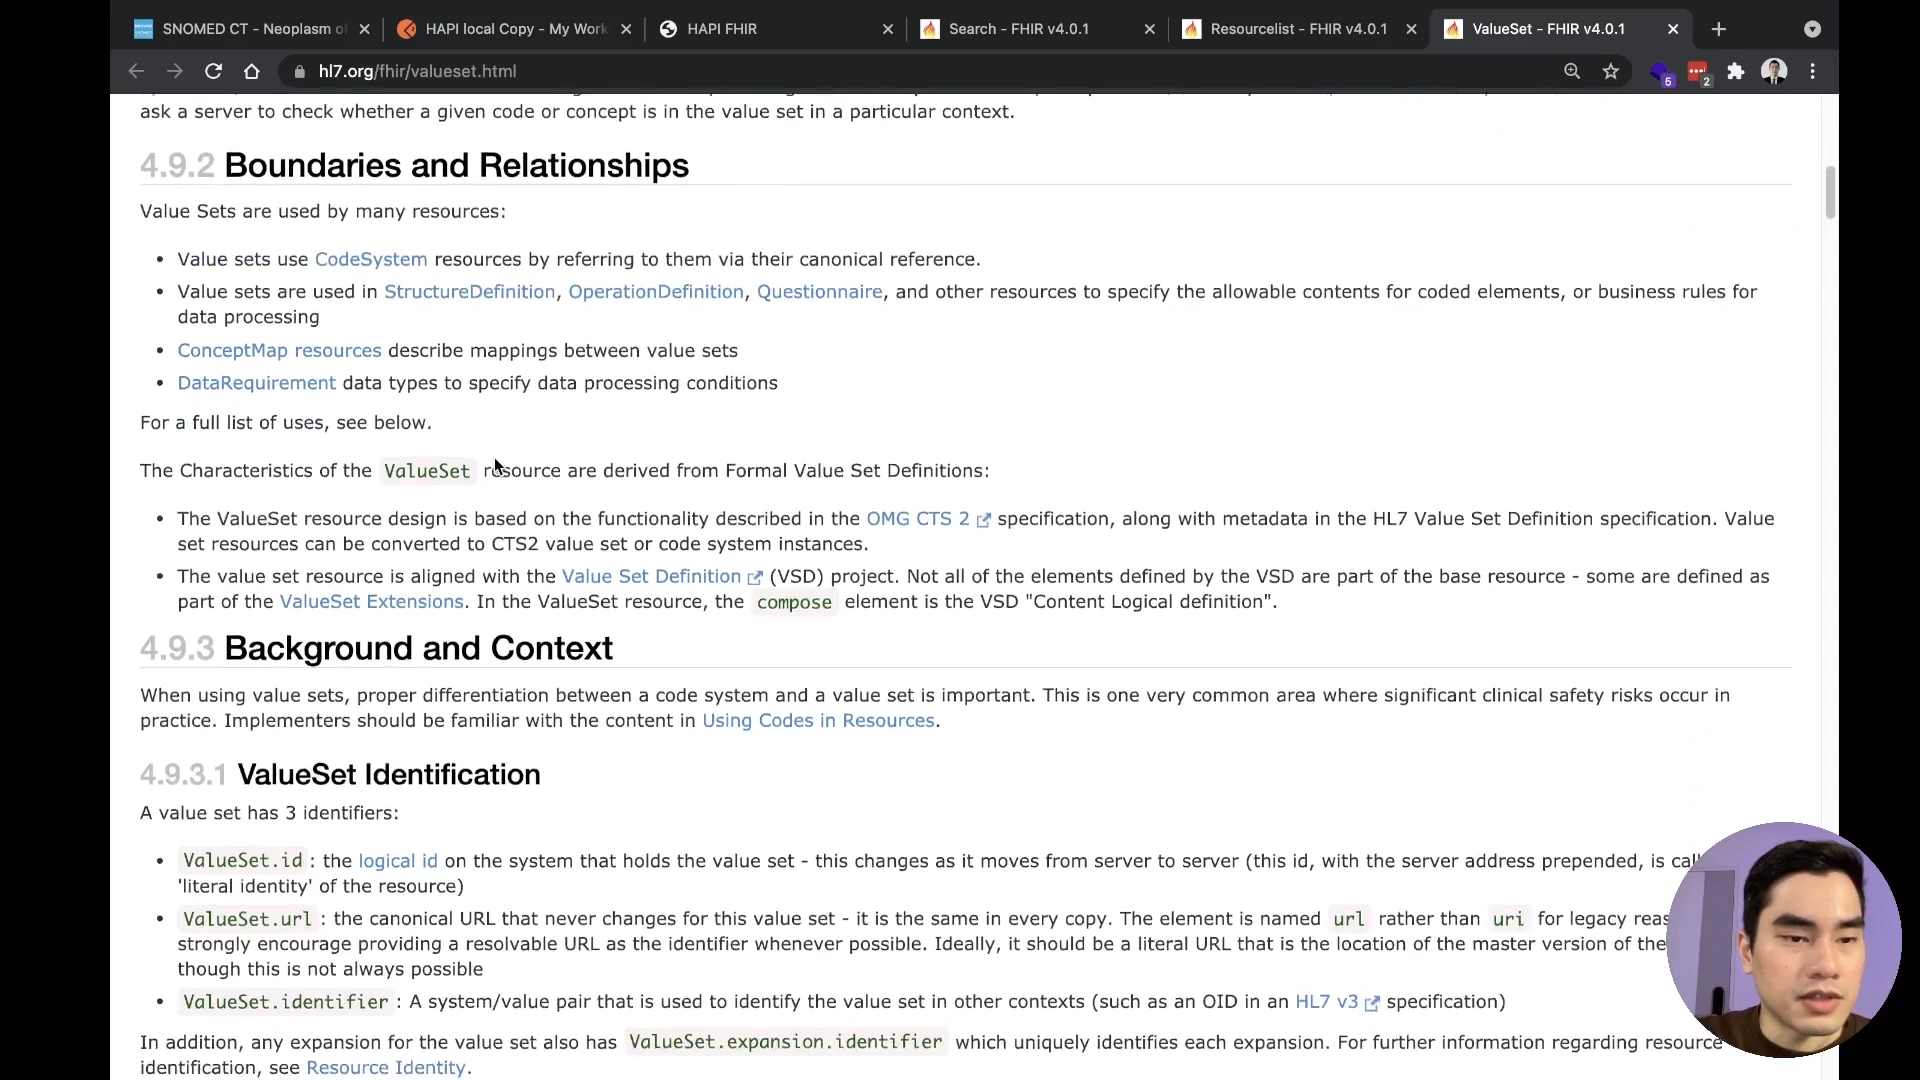 SNOMED CT - Neoplasm of
HAPI local Copy - My Work
HAPI FHIR
Search - FHIR v4.0.1
Resourcelist - FHIR v4.0.1
ValueSet - FHIR v4.0.1
hl7.org/fhir/valueset.html
5
2
ask a server to check whether a given code or concept is in the value set in a particular context.
4.9.2 Boundaries and Relationships
Value Sets are used by many resources:
• Value sets use CodeSystem resources by referring to them via their canonical reference.
• Value sets are used in StructureDefinition, OperationDefinition, Questionnaire, and other resources to specify the allowable contents for coded elements, or business rules for
data processing
• ConceptMap resources describe mappings between value sets
• DataRequirement data types to specify data processing conditions
For a full list of uses, see below.
The Characteristics of the ValueSet resource are derived from Formal Value Set Definitions:
• The ValueSet resource design is based on the functionality described in the OMG CTS 2 specification, along with metadata in the HL7 Value Set Definition specification. Value
set resources can be converted to CTS2 value set or code system instances.
• The value set resource is aligned with the Value Set Definition (VSD) project. Not all of the elements defined by the VSD are part of the base resource - some are defined as
part of the ValueSet Extensions. In the ValueSet resource, the compose element is the VSD "Content Logical definition".
4.9.3 Background and Context
When using value sets, proper differentiation between a code system and a value set is important. This is one very common area where significant clinical safety risks occur in
practice. Implementers should be familiar with the content in Using Codes in Resources.
4.9.3.1 ValueSet Identification
A value set has 3 identifiers:
• ValueSet.id: the logical id on the system that holds the value set - this changes as it moves from server to server (this id, with the server address prepended, is call
'literal identity' of the resource)
• ValueSet.url: the canonical URL that never changes for this value set - it is the same in every copy. The element is named url rather than uri for legacy reas
strongly encourage providing a resolvable URL as the identifier whenever possible. Ideally, it should be a literal URL that is the location of the master version of the
though this is not always possible
• ValueSet.identifier: A system/value pair that is used to identify the value set in other contexts (such as an OID in an HL7 v3 specification)
In addition, any expansion for the value set also has ValueSet.expansion.identifier which uniquely identifies each expansion. For further information regarding resource
identification, see Resource Identity.